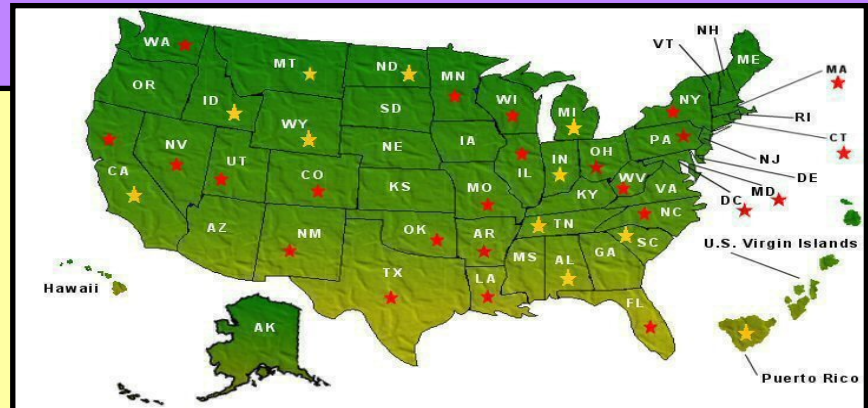 NH
VT
WA
MT
ND
MN
ME
MA
OR
ID
WI
MI
NY
SD
RI
WY
PA
CT
NV
NE
IA
OH
NJ
UT
IL
IN
CA
CO
WV
DE
KS
MO
KY
VA
MD
DC
NC
AZ
NM
OK
AR
TN
SC
MS
AL
GA
U.S. Virgin Islands
TX
LA
Hawaii
FL
AK
Puerto Rico